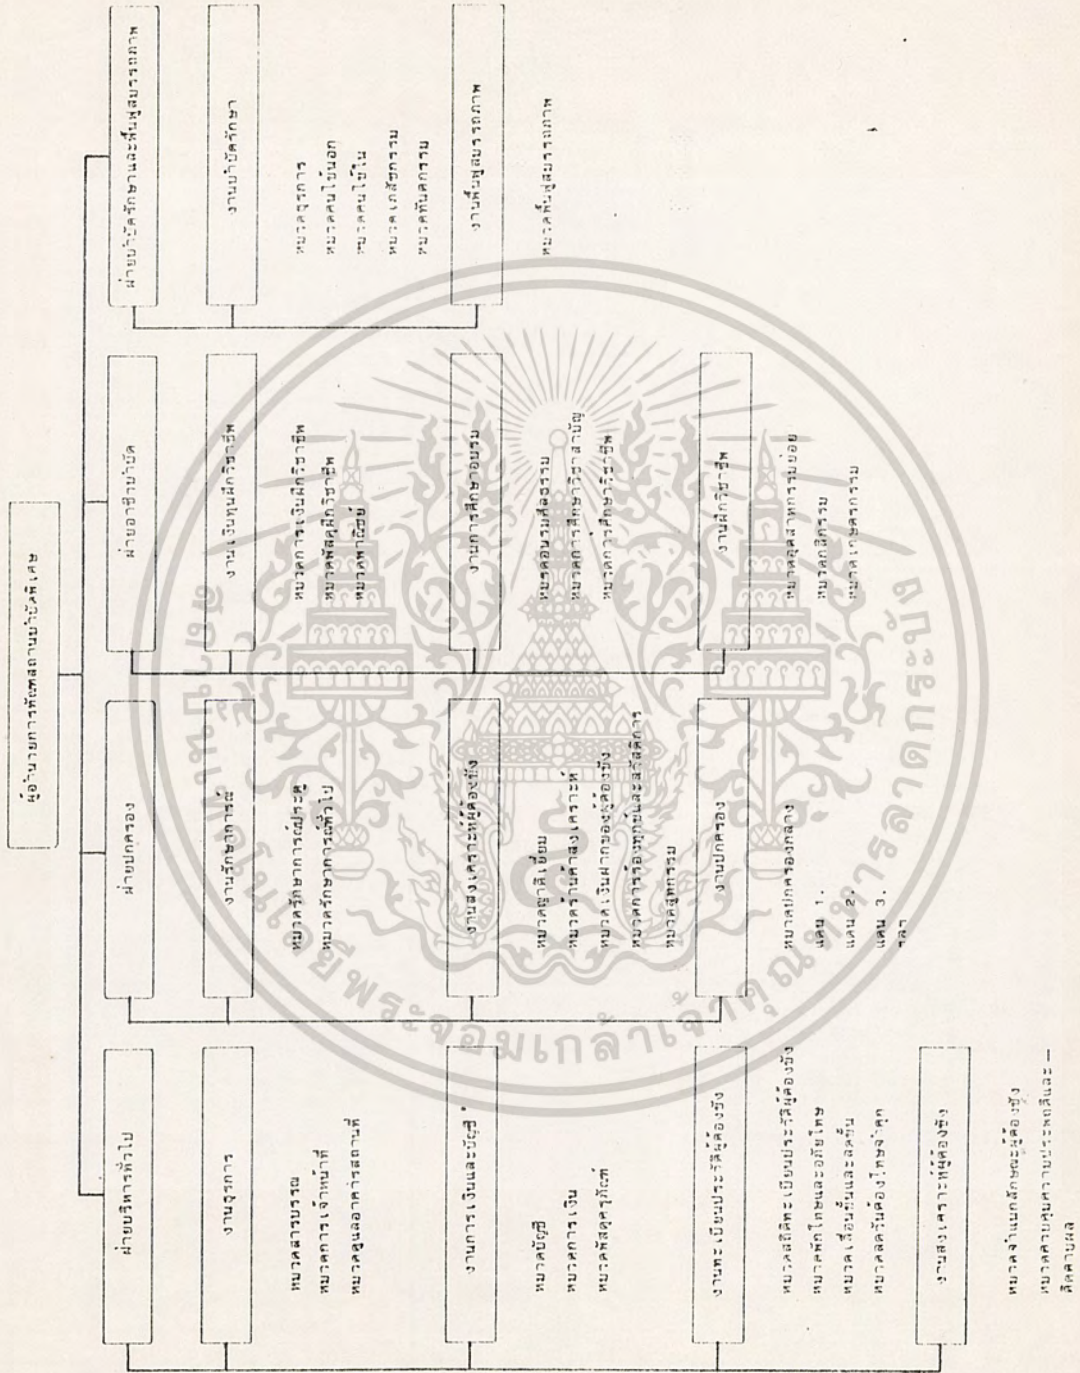 ผู้อำนวยการทัณฑสถานบำบัดพิเศษ
ฝ่ายบริหารทั่วไป
งานธุรการ
หมวดสารบรรณ
หมวดการเจ้าหน้าที่
หมวดดูแลอาคารสถานที่
งานการเงินและบัญชี
หมวดบัญชี
หมวดการเงิน
หมวดพัสดุครุภัณฑ์
งานทะเบียนประวัติผู้ต้องขัง
หมวดสถิติทะเบียนประวัติผู้ต้องขัง
หมวดพักโทษและอภัยโทษ
หมวดเลื่อนชั้นและลดชั้น
หมวดลดวันต้องโทษจำคุก
งานสงเคราะห์ผู้ต้องขัง
หมวดจำแนกลักษณะผู้ต้องขัง
หมวดควบคุมความประพฤติและ—
ติดตามผล
ฝ่ายปกครอง
งานรักษาการณ์
หมวดรักษาการณ์ประตู
หมวดรักษาการณ์ทั่วไป
งานสงเคราะห์ผู้ต้องขัง
หมวดญาติเยี่ยม
หมวดร้านค้าสงเคราะห์
หมวดเงินฝากของผู้ต้องขัง
หมวดการร้องทุกข์และสวัสดิการ
หมวดสูทกรรม
งานปกครอง
หมวดปกครองกลาง
แดน 1.
แดน 2.
แดน 3.
ฯลฯ
ฝ่ายอาชีวบำบัด
งานเงินทุนฝึกวิชาชีพ
หมวดการเงินฝึกวิชาชีพ
หมวดพัสดุฝึกวิชาชีพ
หมวดพาณิชย์
งานการศึกษาอบรม
หมวดอบรมศีลธรรม
หมวดการศึกษาวิชาสามัญ
หมวดการศึกษาวิชาชีพ
งานฝึกวิชาชีพ
หมวดอุตสาหกรรมย่อย
หมวดกสิกรรม
หมวดเกษตรกรรม
ฝ่ายบำบัดรักษาและฟื้นฟูสมรรถภาพ
งานบำบัดรักษา
หมวดธุรการ
หมวดคนไข้นอก
หมวดคนไข้ใน
หมวดเภสัชกรรม
หมวดทันตกรรม
งานฟื้นฟูสมรรถภาพ
หมวดฟื้นฟูสมรรถภาพ
สถาบันเทคโนโลยีพระจอมเกล้าเจ้าคุณทหารลาดกระบัง